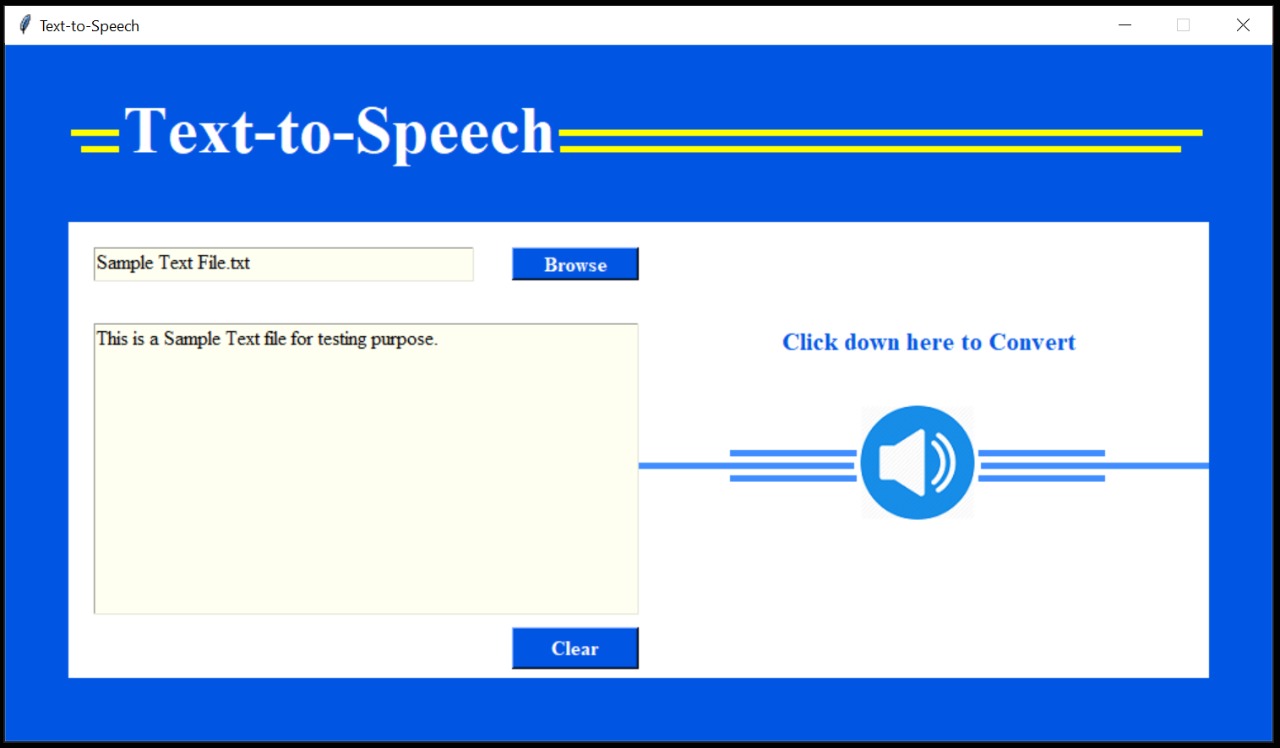 Text-to-Speech
Text-to-Speech
Sample Text File.txt
Browse
This is a Sample Text file for testing purpose.
Click down here to Convert
Clear